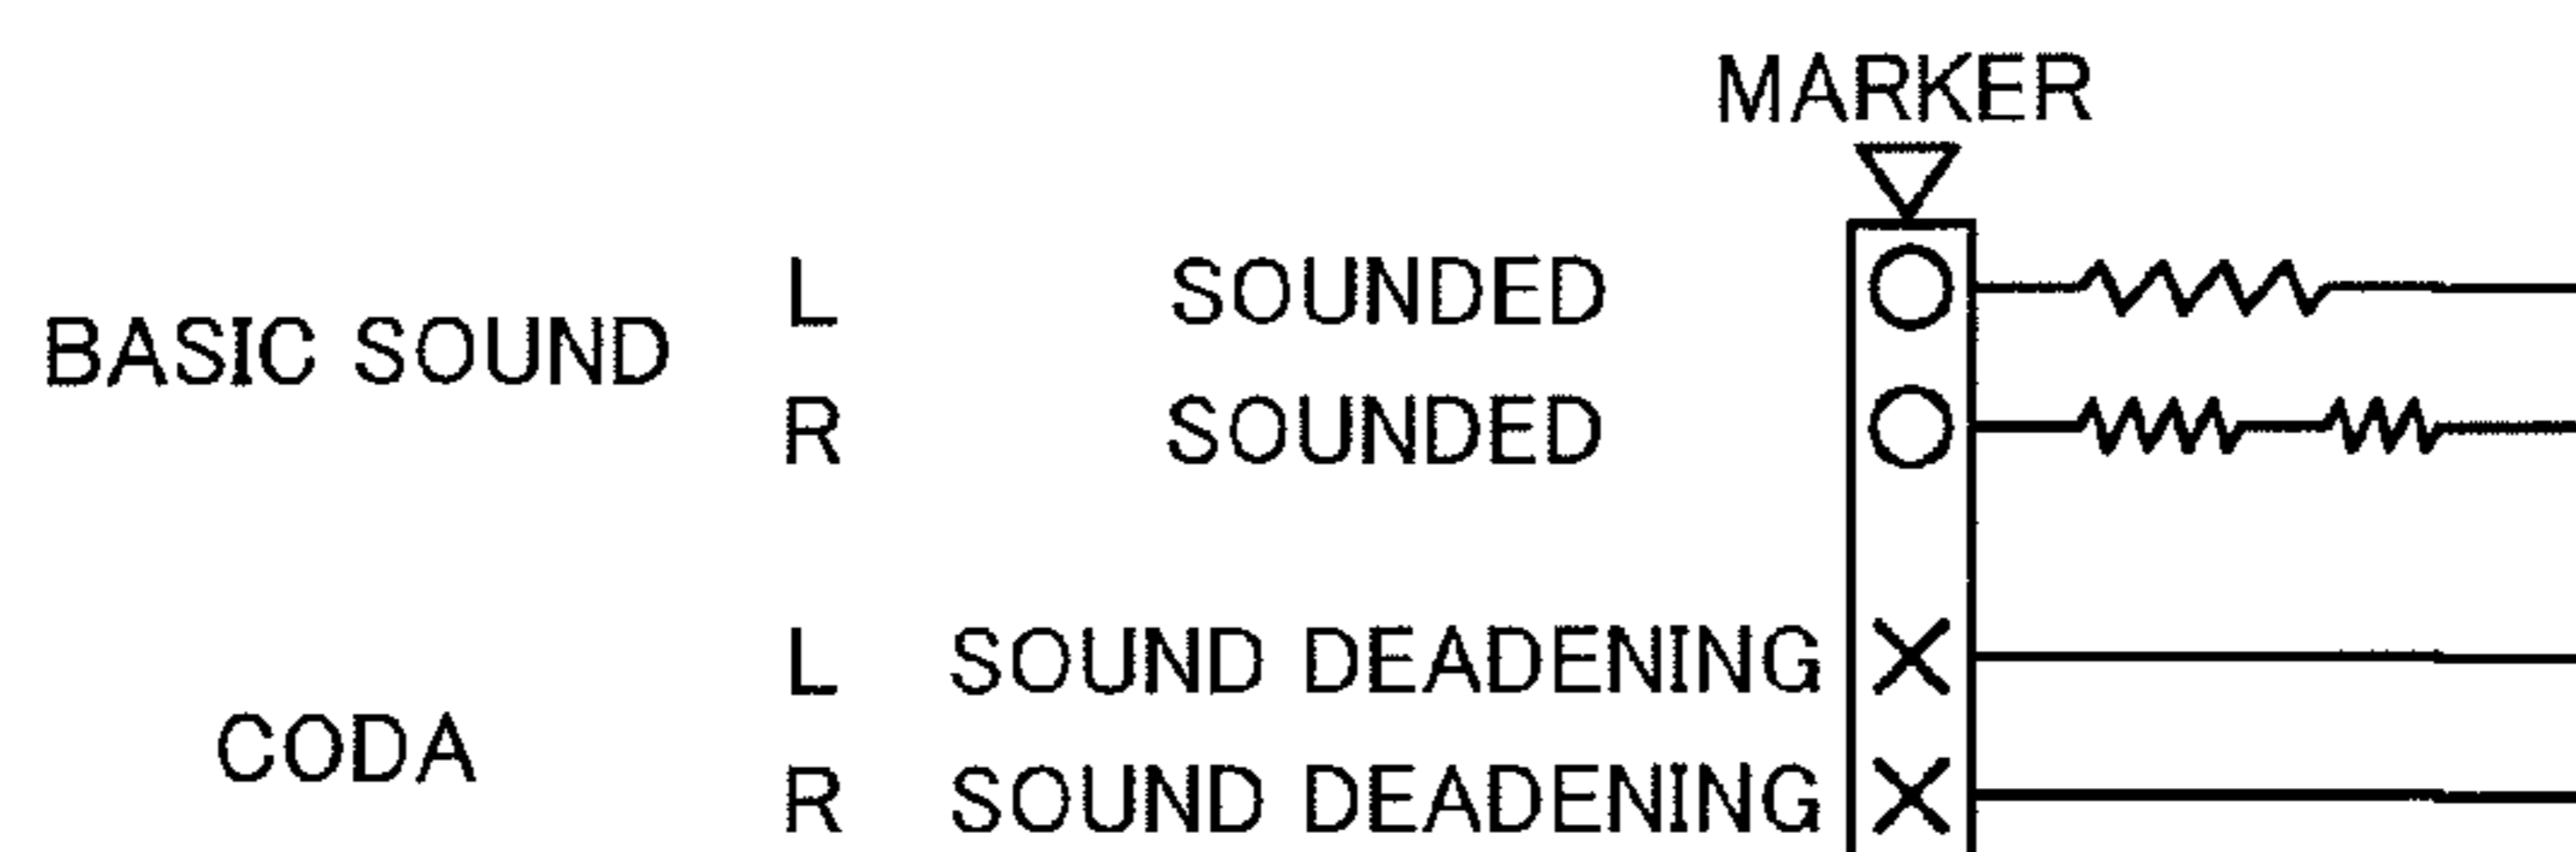 MARKER
L SOUNDED
BASIC SOUND
R SOUNDED
L SOUND DEADENING
CODA
R SOUND DEADENING